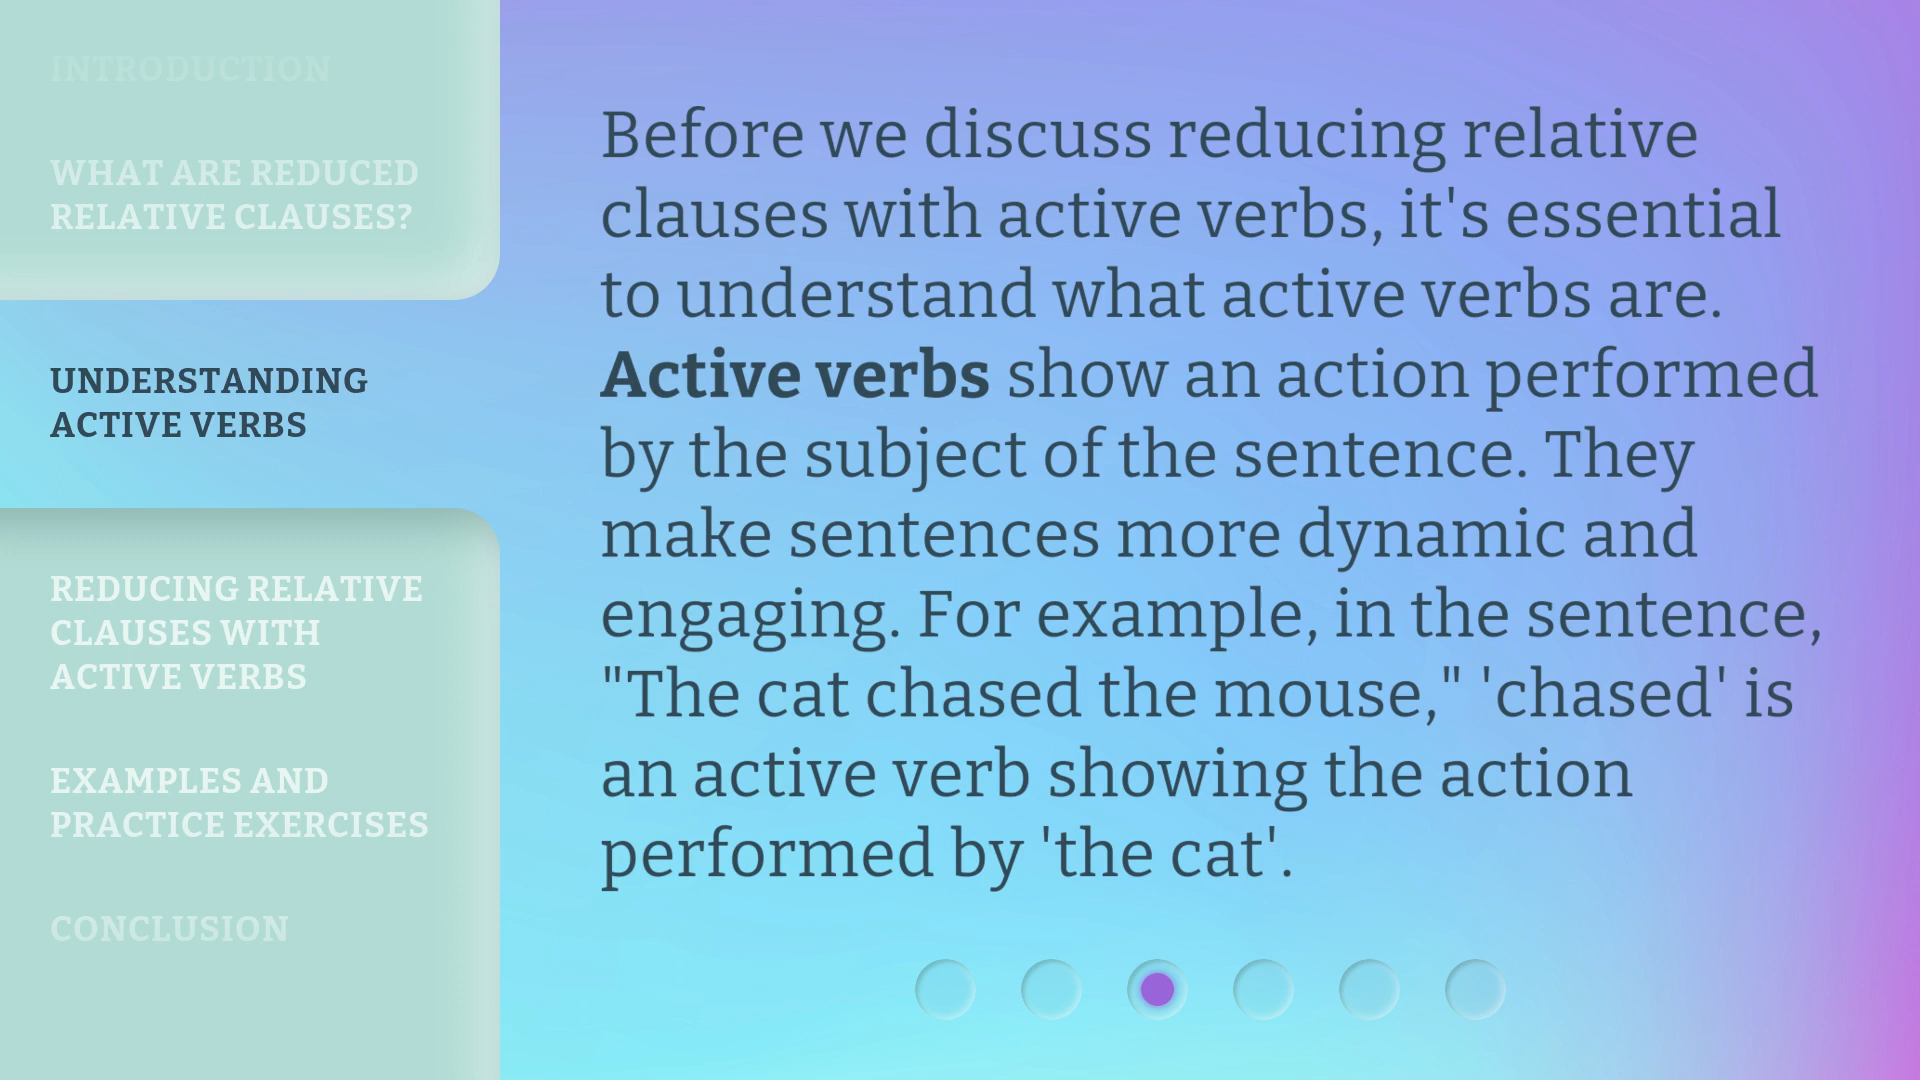 INTRODUCTION
WHAT ARE REDUCED
RELATIVE CLAUSES?
UNDERSTANDING
ACTIVE VERBS
REDUCING RELATIVE
CLAUSES WITH
ACTIVE VERBS
EXAMPLES AND
PRACTICE EXERCISES
CONCLUSION
Before we discuss reducing relative
clauses with active verbs, it's essential
to understand what active verbs are.
Active verbs show an action performed
by the subject of the sentence. They
make sentences more dynamic and
engaging. For example, in the sentence,
"The cat chased the mouse," 'chased' is
an active verb showing the action
performed by 'the cat'.